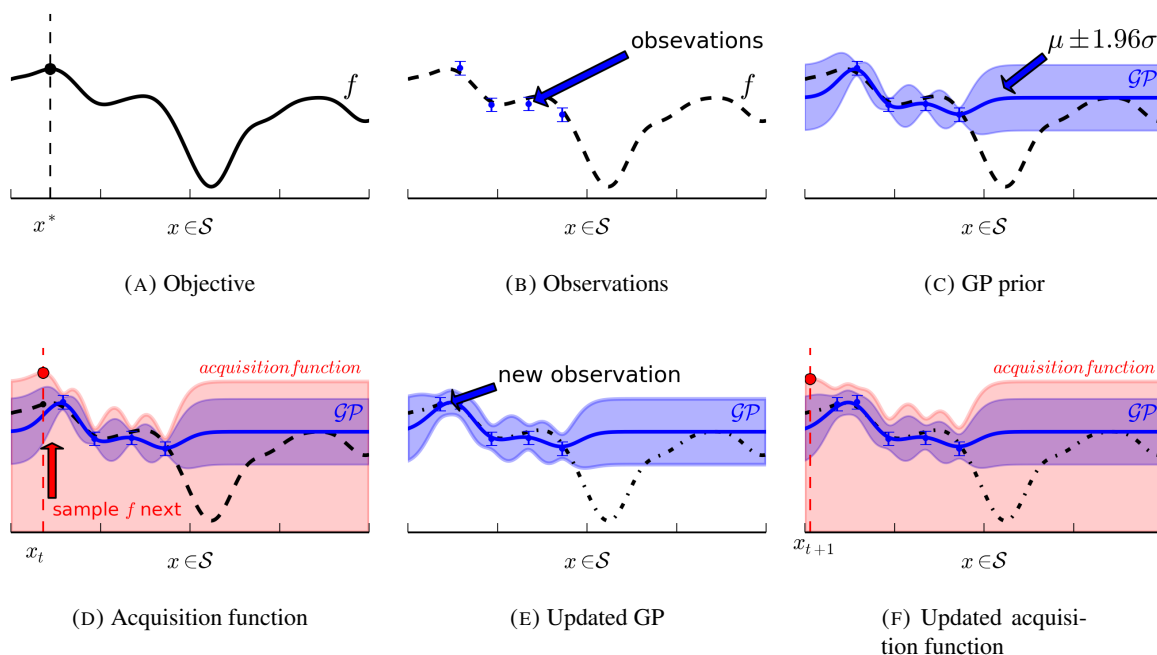 f
x*
x∈S
(A) Objective
obsevations
f
x∈S
(B) Observations
μ ±1.96σ
GP
x∈S
(C) GP prior
acquisition function
GP
sample f next
x_t
x∈S
(D) Acquisition function
new observation
GP
x∈S
(E) Updated GP
acquisition function
GP
x_{t+1}
x∈S
(F) Updated acquisi-
tion function